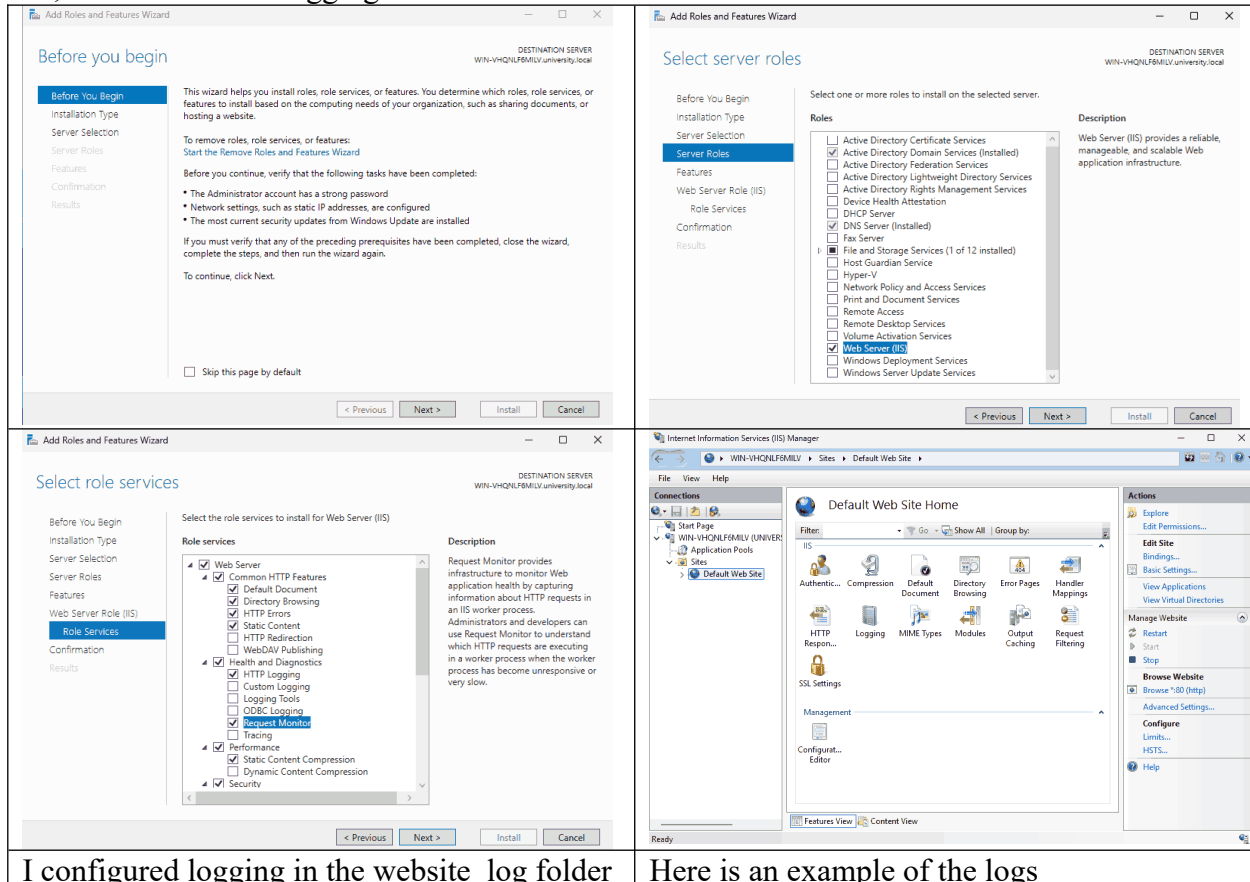 Add Roles and Features Wizard
Before you begin
DESTINATION SERVER
WIN-VHQNLF6MILV.university.local
Before You Begin
Installation Type
Server Selection
Server Roles
Features
Confirmation
Results
This wizard helps you install roles, role services, or features. You determine which roles, role services, or
features to install based on the computing needs of your organization, such as sharing documents, or
hosting a website.
To remove roles, role services, or features:
Start the Remove Roles and Features Wizard
Before you continue, verify that the following tasks have been completed:
• The Administrator account has a strong password
• Network settings, such as static IP addresses, are configured
• The most current security updates from Windows Update are installed
If you must verify that any of the preceding prerequisites have been completed, close the wizard,
complete the steps, and then run the wizard again.
To continue, click Next.
Skip this page by default
< Previous Next > Install Cancel
Add Roles and Features Wizard
Select server roles
DESTINATION SERVER
WIN-VHQNLF6MILV.university.local
Before You Begin
Installation Type
Server Selection
Server Roles
Features
Web Server Role (IIS)
Role Services
Confirmation
Results
Select one or more roles to install on the selected server.
Roles
Active Directory Certificate Services
Active Directory Domain Services (Installed)
Active Directory Federation Services
Active Directory Lightweight Directory Services
Active Directory Rights Management Services
Device Health Attestation
DHCP Server
DNS Server (Installed)
Fax Server
File and Storage Services (1 of 12 installed)
Host Guardian Service
Hyper-V
Network Policy and Access Services
Print and Document Services
Remote Access
Remote Desktop Services
Volume Activation Services
Web Server (IIS)
Windows Deployment Services
Windows Server Update Services
Description
Web Server (IIS) provides a reliable,
manageable, and scalable Web
application infrastructure.
< Previous Next > Install Cancel
Add Roles and Features Wizard
Select role services
DESTINATION SERVER
WIN-VHQNLF6MILV.university.local
Before You Begin
Installation Type
Server Selection
Server Roles
Features
Web Server Role (IIS)
Role Services
Confirmation
Results
Select the role services to install for Web Server (IIS)
Role services
Web Server
Common HTTP Features
Default Document
Directory Browsing
HTTP Errors
Static Content
HTTP Redirection
WebDAV Publishing
Health and Diagnostics
HTTP Logging
Custom Logging
Logging Tools
ODBC Logging
Request Monitor
Tracing
Performance
Static Content Compression
Dynamic Content Compression
Security
Description
Request Monitor provides
infrastructure to monitor Web
application health by capturing
information about HTTP requests in
an IIS worker process.
Administrators and developers can
use Request Monitor to understand
which HTTP requests are executing
in a worker process when the worker
process has become unresponsive or
very slow.
< Previous Next > Install Cancel
Internet Information Services (IIS) Manager
WIN-VHQNLF6MILV Sites Default Web Site
File View Help
Connections
Start Page
WIN-VHQNLF6MILV (UNIVER
Application Pools
Sites
Default Web Site
Default Web Site Home
Filter: Go Show All Group by:
IIS
Authentic... Compression Default Document Directory Browsing Error Pages Handler Mappings
HTTP Respon... Logging MIME Types Modules Output Caching Request Filtering
SSL Settings
Management
Configurat... Editor
Features View Content View
Ready
Actions
Explore
Edit Permissions...
Edit Site
Bindings...
Basic Settings...
View Applications
View Virtual Directories
Manage Website
Restart
Start
Stop
Browse Website
Browse *:80 (http)
Advanced Settings...
Configure
Limits...
HSTS...
Help
I configured logging in the website_log folder
Here is an example of the logs